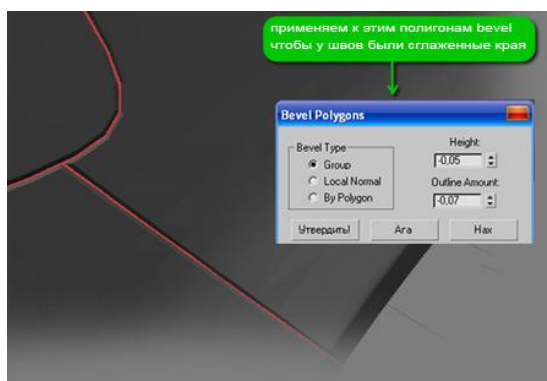 применяем к этим полигонам bevel
чтобы у швов были сглаженные края
Bevel Polygons
Bevel Type
Group
Local Normal
By Polygon
Height:
-0,05
Outline Amount:
-0,07
Утвердить!
Ага
Нах